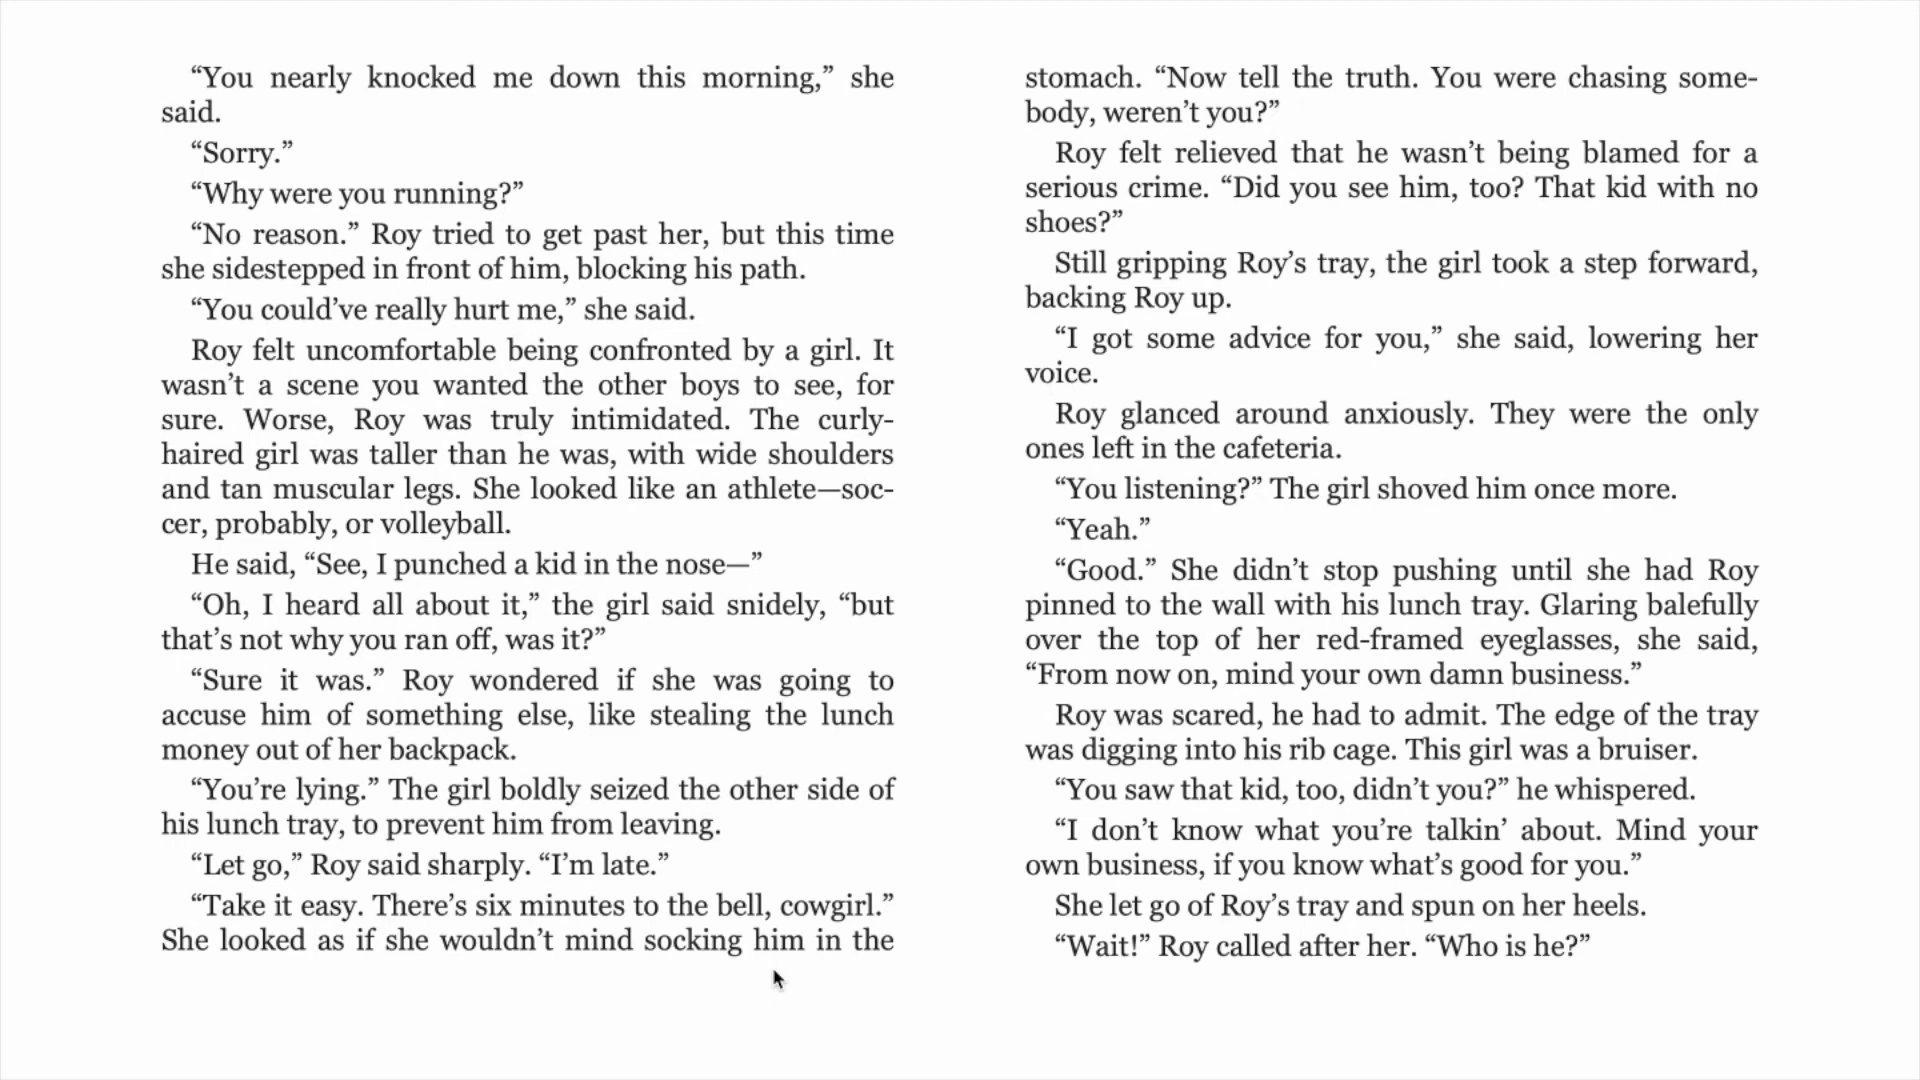 “You nearly knocked me down this morning,” she
said.
“Sorry.”
“Why were you running?”
“No reason.” Roy tried to get past her, but this time
she sidestepped in front of him, blocking his path.
“You could’ve really hurt me,” she said.
Roy felt uncomfortable being confronted by a girl. It
wasn’t a scene you wanted the other boys to see, for
sure. Worse, Roy was truly intimidated. The curly-
haired girl was taller than he was, with wide shoulders
and tan muscular legs. She looked like an athlete—soc-
cer, probably, or volleyball.
He said, “See, I punched a kid in the nose—”
“Oh, I heard all about it,” the girl said snidely, “but
that’s not why you ran off, was it?”
“Sure it was.” Roy wondered if she was going to
accuse him of something else, like stealing the lunch
money out of her backpack.
“You’re lying.” The girl boldly seized the other side of
his lunch tray, to prevent him from leaving.
“Let go,” Roy said sharply. “I’m late.”
“Take it easy. There’s six minutes to the bell, cowgirl.”
She looked as if she wouldn’t mind socking him in the
stomach. “Now tell the truth. You were chasing some-
body, weren’t you?”
Roy felt relieved that he wasn’t being blamed for a
serious crime. “Did you see him, too? That kid with no
shoes?”
Still gripping Roy’s tray, the girl took a step forward,
backing Roy up.
“I got some advice for you,” she said, lowering her
voice.
Roy glanced around anxiously. They were the only
ones left in the cafeteria.
“You listening?” The girl shoved him once more.
“Yeah.”
“Good.” She didn’t stop pushing until she had Roy
pinned to the wall with his lunch tray. Glaring balefully
over the top of her red-framed eyeglasses, she said,
“From now on, mind your own damn business.”
Roy was scared, he had to admit. The edge of the tray
was digging into his rib cage. This girl was a bruiser.
“You saw that kid, too, didn’t you?” he whispered.
“I don’t know what you’re talkin’ about. Mind your
own business, if you know what’s good for you.”
She let go of Roy’s tray and spun on her heels.
“Wait!” Roy called after her. “Who is he?”